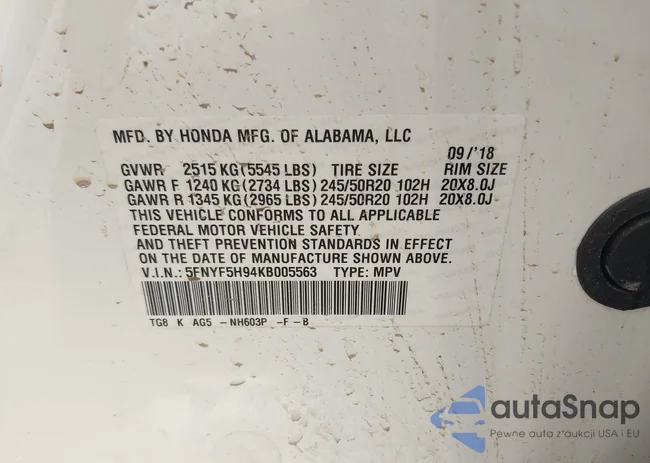 MFD. BY HONDA MFG. OF ALABAMA, LLC
09/'18
GVWR 2515 KG(5545 LBS) TIRE SIZE RIM SIZE
GAWR F 1240 KG(2734 LBS) 245/50R20 102H 20X8.0J
GAWR R 1345 KG(2965 LBS) 245/50R20 102H 20X8.0J
THIS VEHICLE CONFORMS TO ALL APPLICABLE
FEDERAL MOTOR VEHICLE SAFETY.
AND THEFT PREVENTION STANDARDS IN EFFECT
ON THE DATE OF MANUFACTURE SHOWN ABOVE.
V.I.N.: 5FNYF5H94KB005563 TYPE: MPV
TG8 K AG5 -NH603P -F-B
autoSnap
Pewne auta z aukcji USA i EU